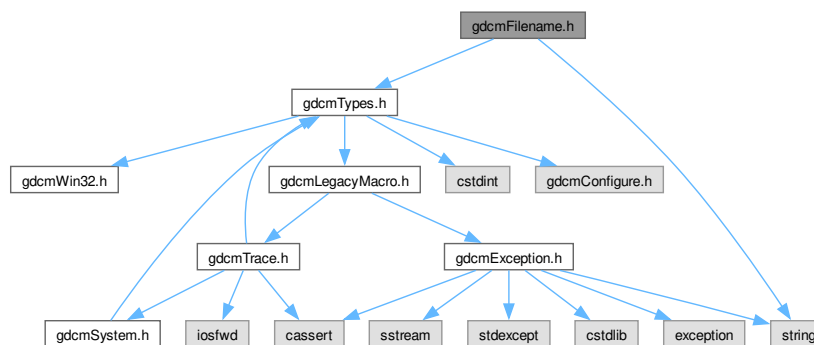 gdcmFilename.h
gdcmTypes.h
gdcmWin32.h
gdcmLegacyMacro.h
cstdint
gdcmConfigure.h
gdcmTrace.h
gdcmException.h
gdcmSystem.h
iosfwd
cassert
sstream
stdexcept
cstdlib
exception
string